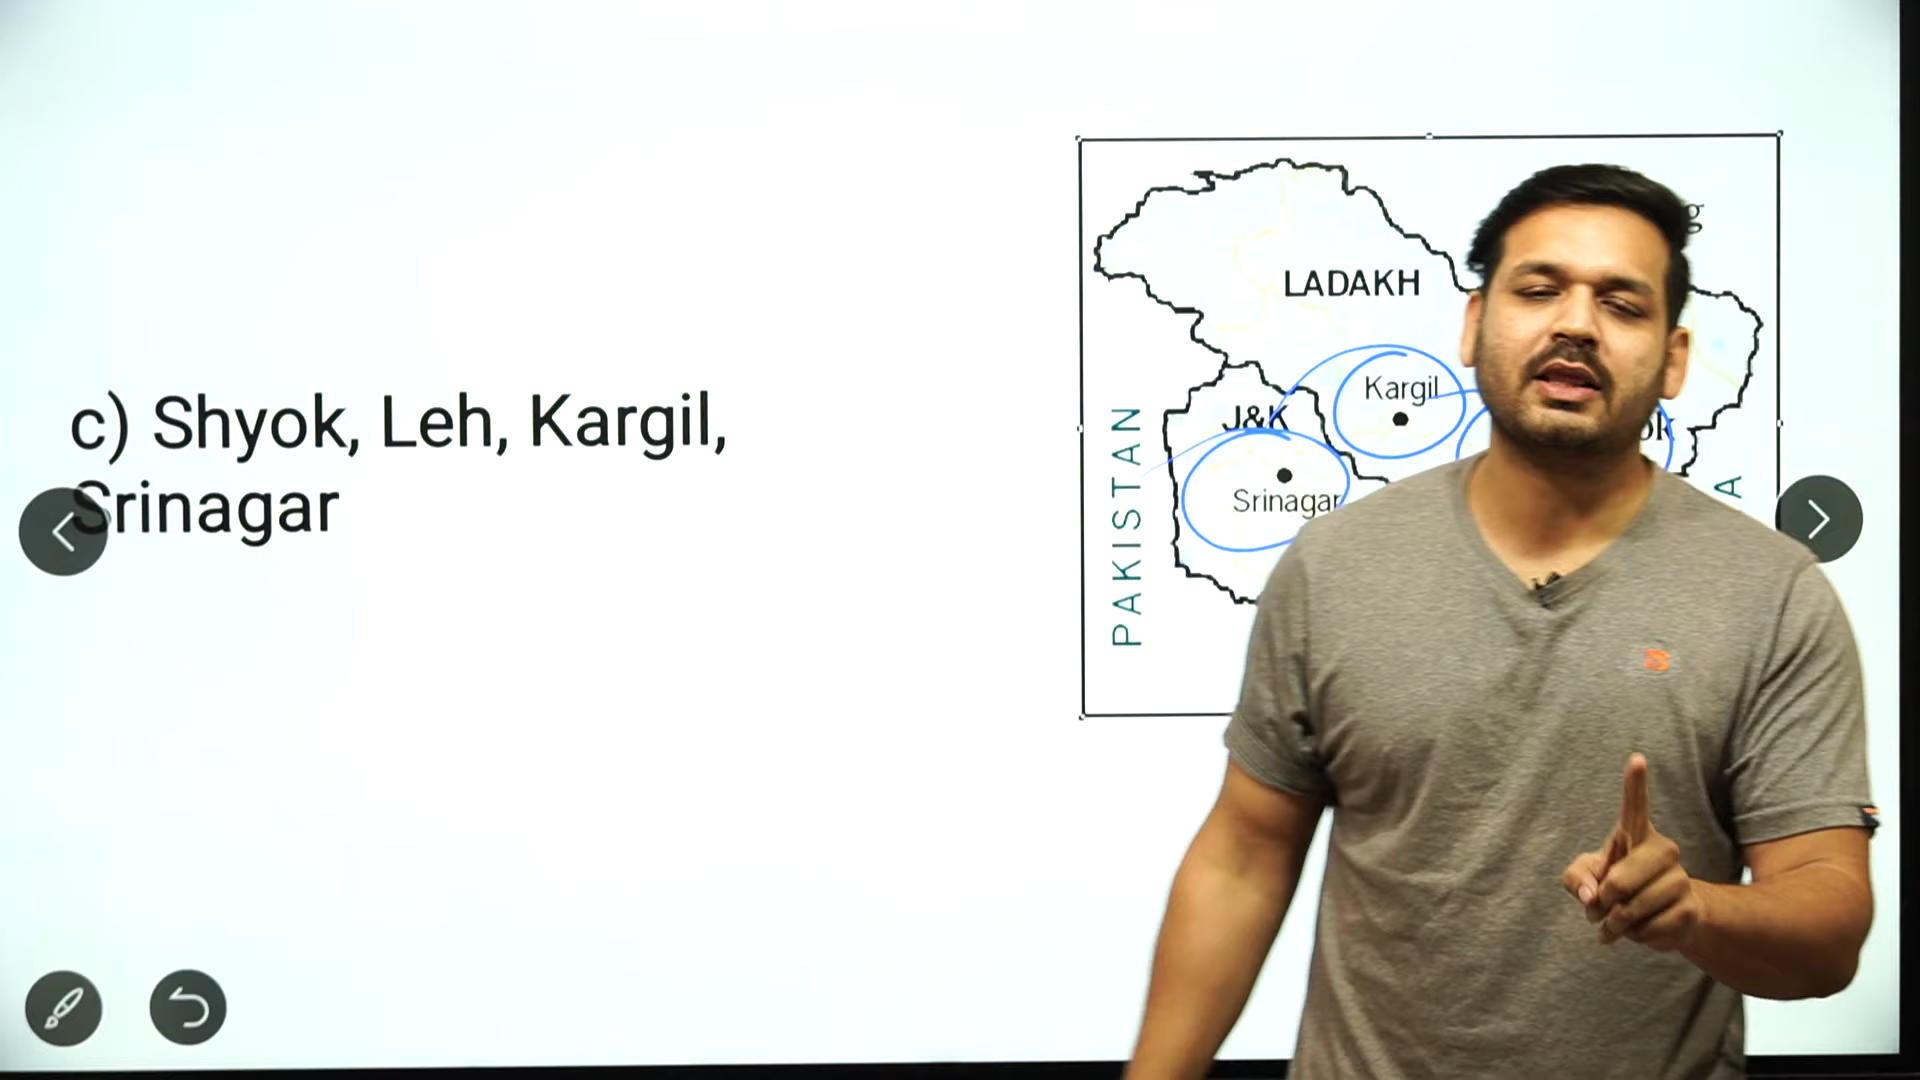 c) Shyok, Leh, Kargil,
Srinagar
LADAKH
Kargil
J&K
Srinagar
PAKISTAN